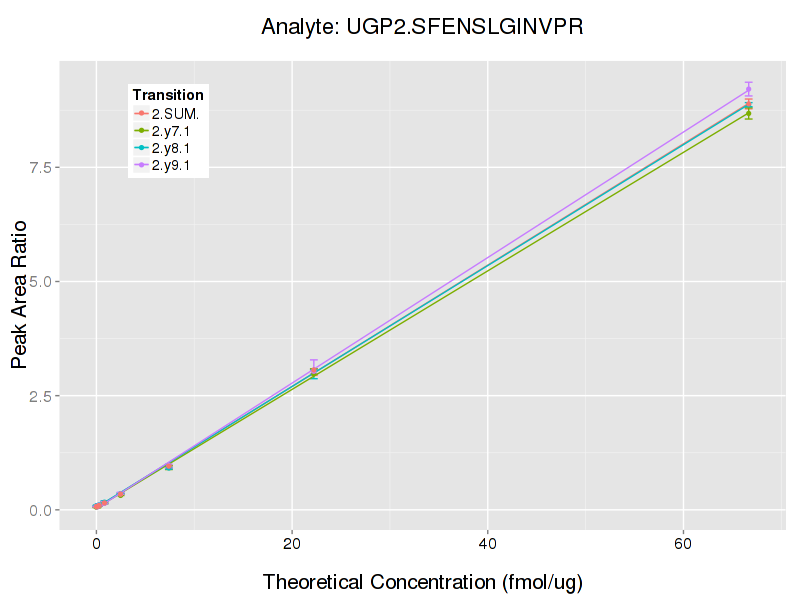 Analyte: UGP2.SFENSLGINVPR
Peak Area Ratio
7.5
5.0
2.5
0.0
Transition
2.SUM.
2.y7.1
2.y8.1
2.y9.1
0 20 40 60
Theoretical Concentration (fmol/ug)